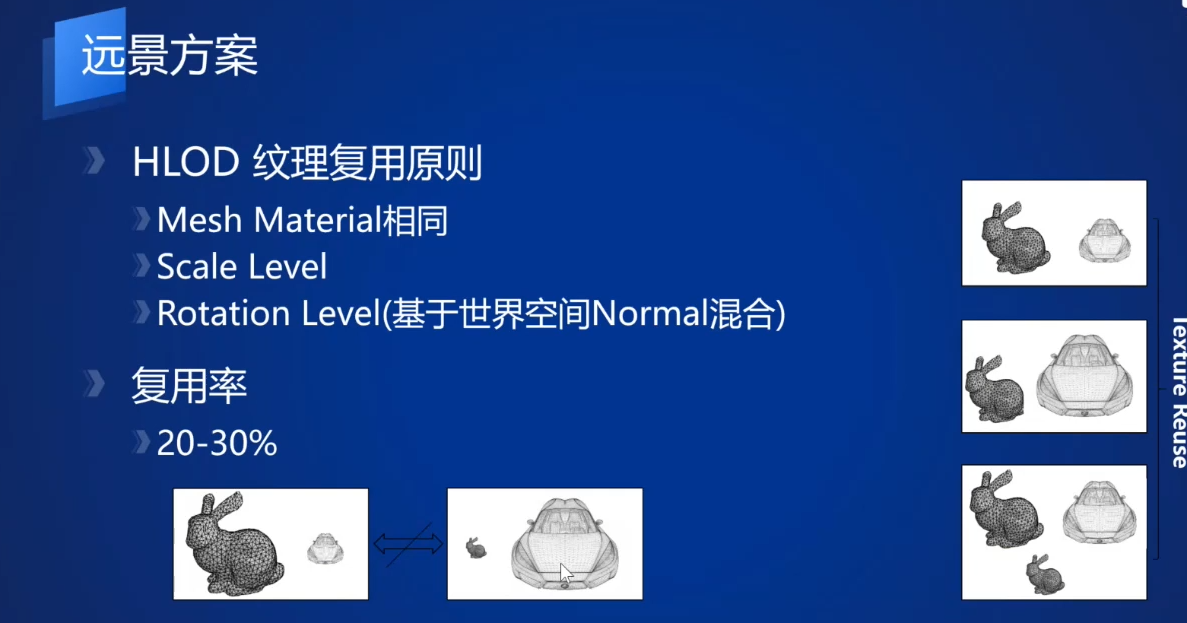 远景方案
HLOD 纹理复用原则
Mesh Material相同
Scale Level
Rotation Level(基于世界空间Normal混合)
复用率
20-30%
Texture Reuse